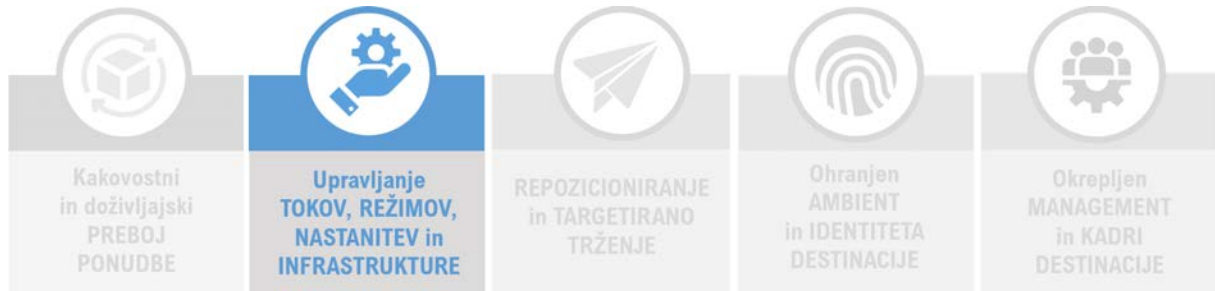 Kakovostni
in doživljajski
PREBOJ
PONUDBE
Upravljanje
TOKOV, REŽIMOV,
NASTANITEV in
INFRASTRUKTURE
REPOZICIONIRANJE
in TARGETIRANO
TRŽENJE
Ohranjen
AMBIENT
in IDENTITETA
DESTINACIJE
Okrepljen
MANAGEMENT
in KADRI
DESTINACIJE